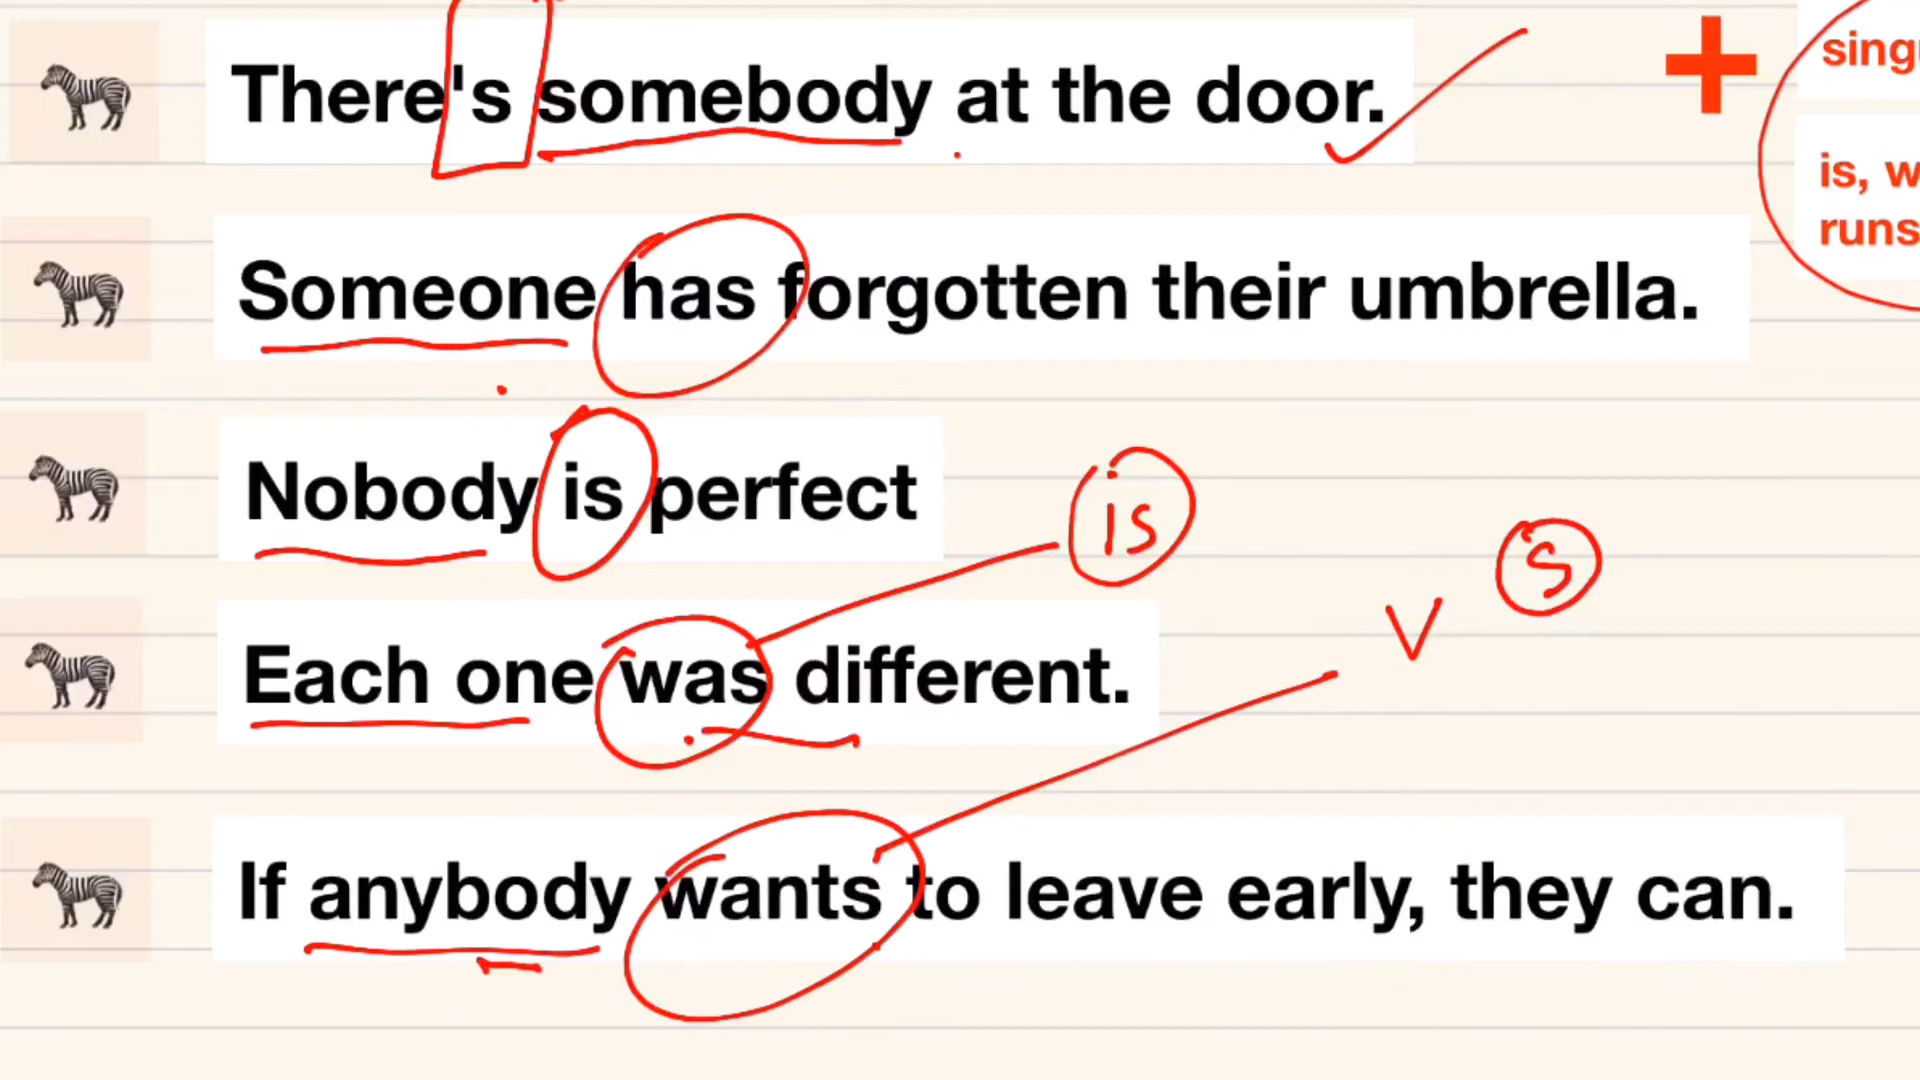 There's somebody at the door.
Someone has forgotten their umbrella.
is,
runs
Nobody is perfect
is
s
v
Each one was different.
If anybody wants to leave early, they can.